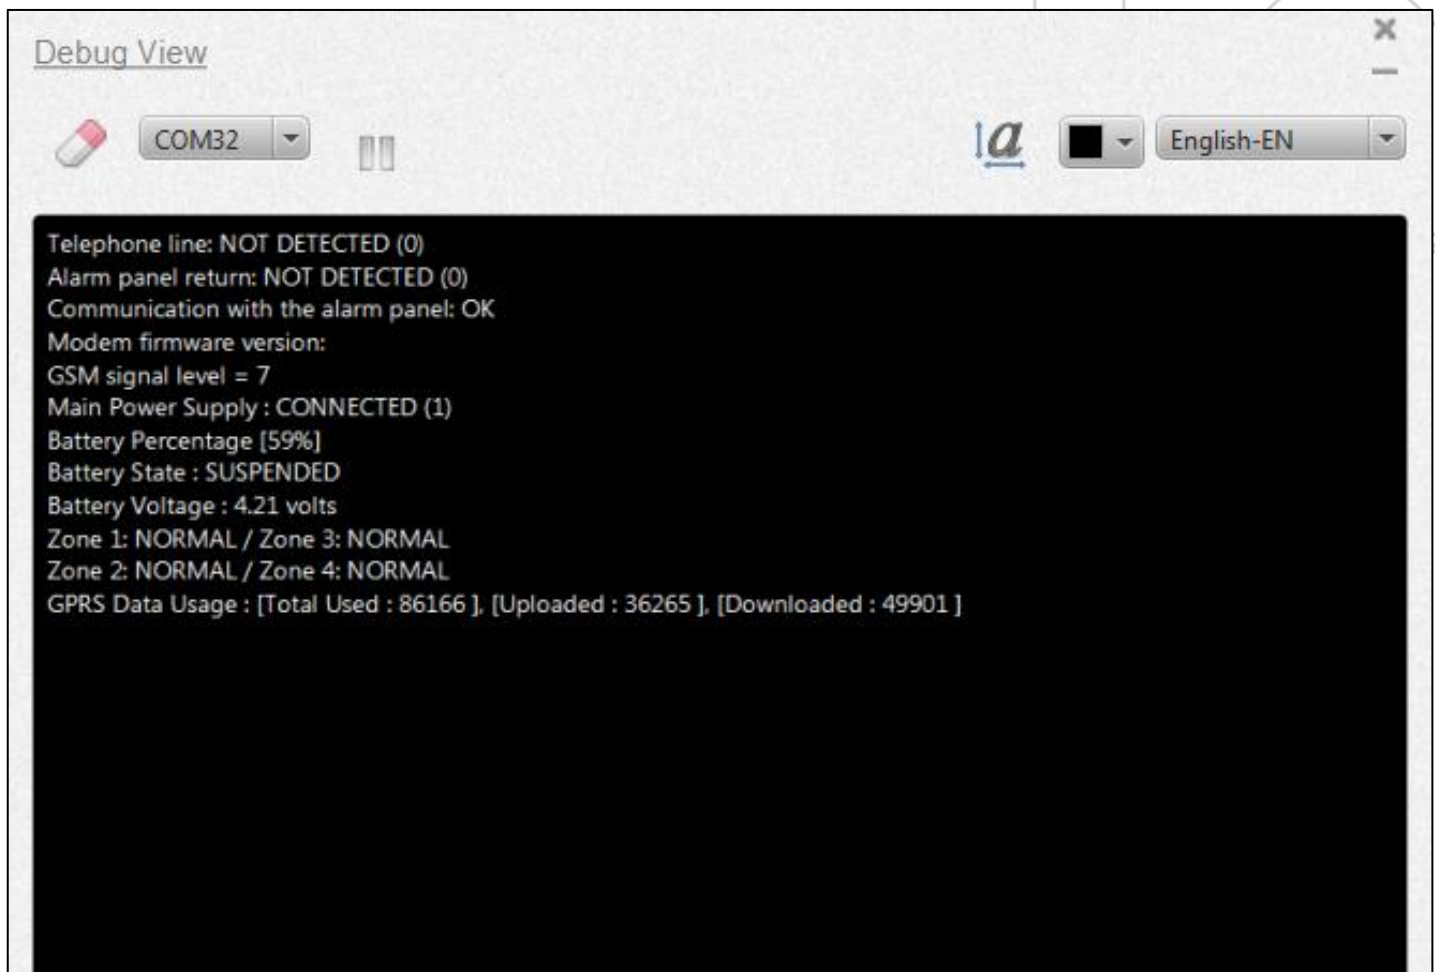 Debug View
COM32
a
English-EN
Telephone line: NOT DETECTED (0)
Alarm panel return: NOT DETECTED (0)
Communication with the alarm panel: OK
Modem firmware version:
GSM signal level = 7
Main Power Supply : CONNECTED (1)
Battery Percentage [59%]
Battery State : SUSPENDED
Battery Voltage : 4.21 volts
Zone 1: NORMAL / Zone 3: NORMAL
Zone 2: NORMAL / Zone 4: NORMAL
GPRS Data Usage : [Total Used : 86166 ], [Uploaded : 36265 ], [Downloaded : 49901 ]